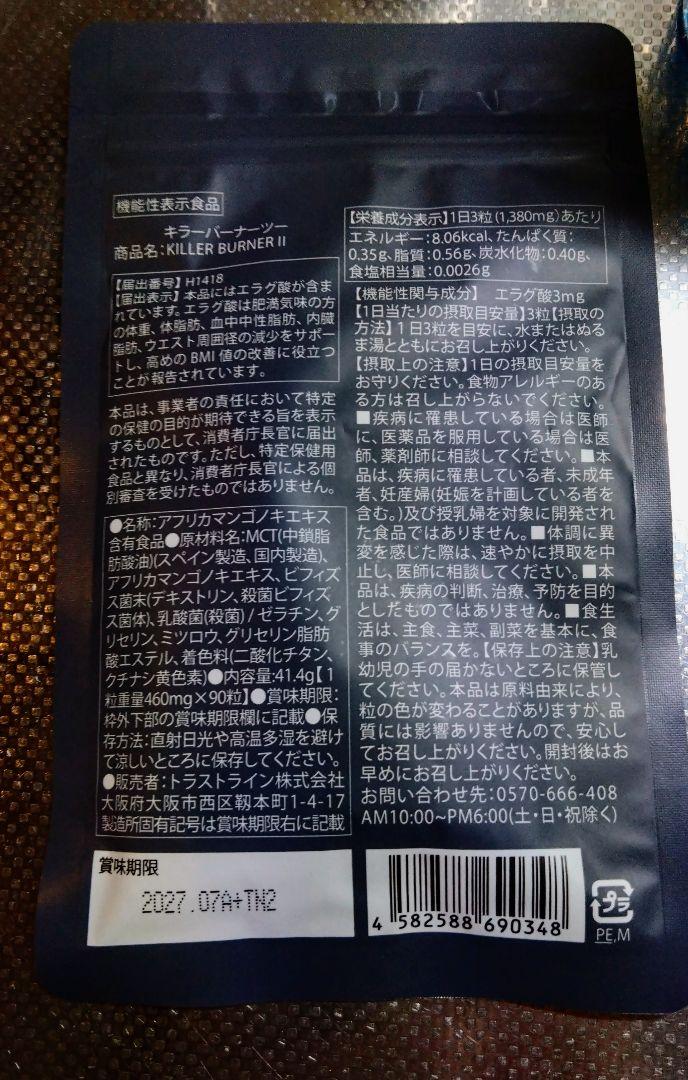 機能性表示食品
キラーバーナーツー
商品名：KILLER BURNER II
【届出番号】H1418
【届出表示】本品にはエラグ酸が含ま
れています。エラグ酸は肥満気味の方
の体重、体脂肪、血中中性脂肪、内臓
脂肪、ウエスト周囲径の減少をサポー
トし、高めのBMI値の改善に役立つ
ことが報告されています。
本品は、事業者の責任において特定
の保健の目的が期待できる旨を表示
するものとして、消費者庁長官に届出
されたものです。ただし、特定保健用
食品と異なり、消費者庁長官による個
別審査を受けたものではありません。
●名称：アフリカマンゴノキエキス
含有食品●原材料名：MCT(中鎖脂
肪酸油)(スペイン製造、国内製造)、
アフリカマンゴノキエキス、ビフィズ
ス菌末(デキストリン、殺菌ビフィズ
ス菌体)、乳酸菌(殺菌) / ゼラチン、グ
リセリン、ミツロウ、グリセリン脂肪
酸エステル、着色料(二酸化チタン、
クチナシ黄色素)●内容量:41.4g【1
粒重量460mg×90粒】●賞味期限：
枠外下部の賞味期限欄に記載●保
存方法：直射日光や高温多湿を避け
て涼しいところに保存してください。
●販売者：トラストライン株式会社
大阪府大阪市西区靱本町1-4-17
製造所固有記号は賞味期限右に記載
賞味期限
2027.07A+TN2
【栄養成分表示】1日3粒(1,380mg)あたり
エネルギー：8.06kcal、たんぱく質：
0.35g、脂質：0.56g、炭水化物：0.40g、
食塩相当量：0.0026g
【機能性関与成分】 エラグ酸3mg
【1日当たりの摂取目安量】3粒【摂取の
方法】1日3粒を目安に、水またはぬる
ま湯とともにお召し上がりください。
【摂取上の注意】1日の摂取目安量を
お守りください。食物アレルギーのあ
る方は召し上がらないでください。
■疾病に罹患している場合は医師
に、医薬品を服用している場合は医
師、薬剤師に相談してください。■本
品は、疾病に罹患している者、未成年
者、妊産婦(妊娠を計画している者を
含む。)及び授乳婦を対象に開発され
た食品ではありません。■体調に異
変を感じた際は、速やかに摂取を中
止し、医師に相談してください。■本
品は、疾病の判断、治療、予防を目的
としだものではありません。■食生
活は、主食、主菜、副菜を基本に、食
事のバランスを。【保存上の注意】乳
幼児の手の届かないところに保管し
てください。本品は原料由来により、
粒の色が変わることがありますが、品
質には影響ありませんので、安心し
てお召し上がりください。開封後はお
早めにお召し上がりください。
お問い合わせ先：0570-666-408
AM10:00~PM6:00(土・日・祝除く)
4 582588 690348
プラ
PE,M